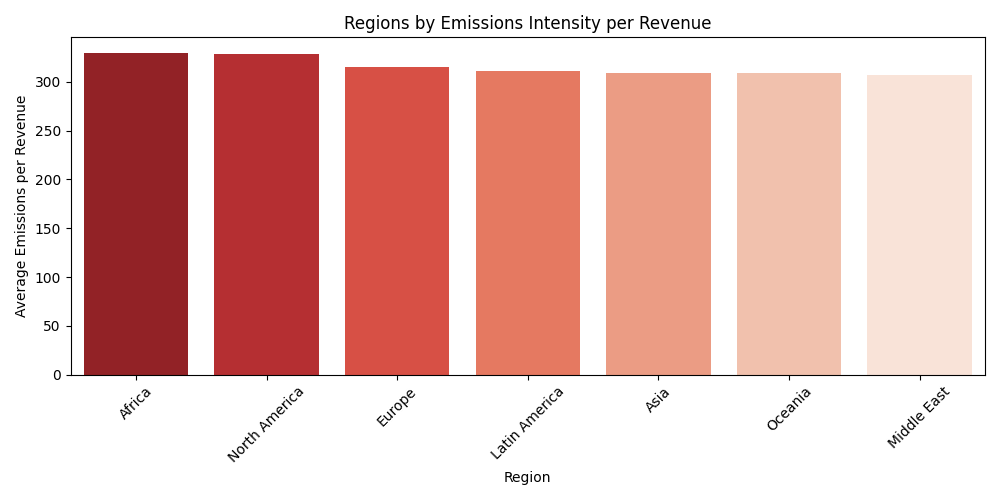 Regions by Emissions Intensity per Revenue
Average Emissions per Revenue
300
250
200
150
100
50
0
Africa
North America
Europe
Latin America
Asia
Oceania
Middle East
Region